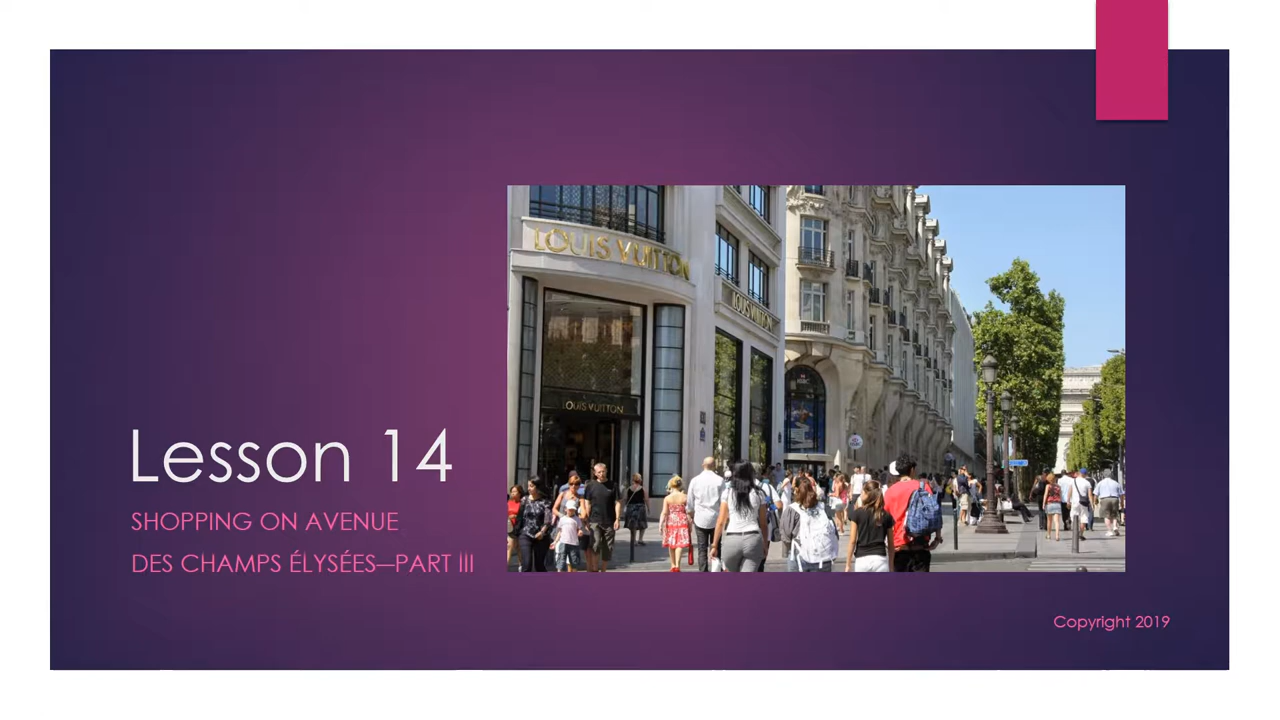 LOUIS VUITTON
LOUIS VUITTON
LOUIS VUITTON
Lesson 14
SHOPPING ON AVENUE
DES CHAMPS ÉLYSÉES—PART III
Copyright 2019